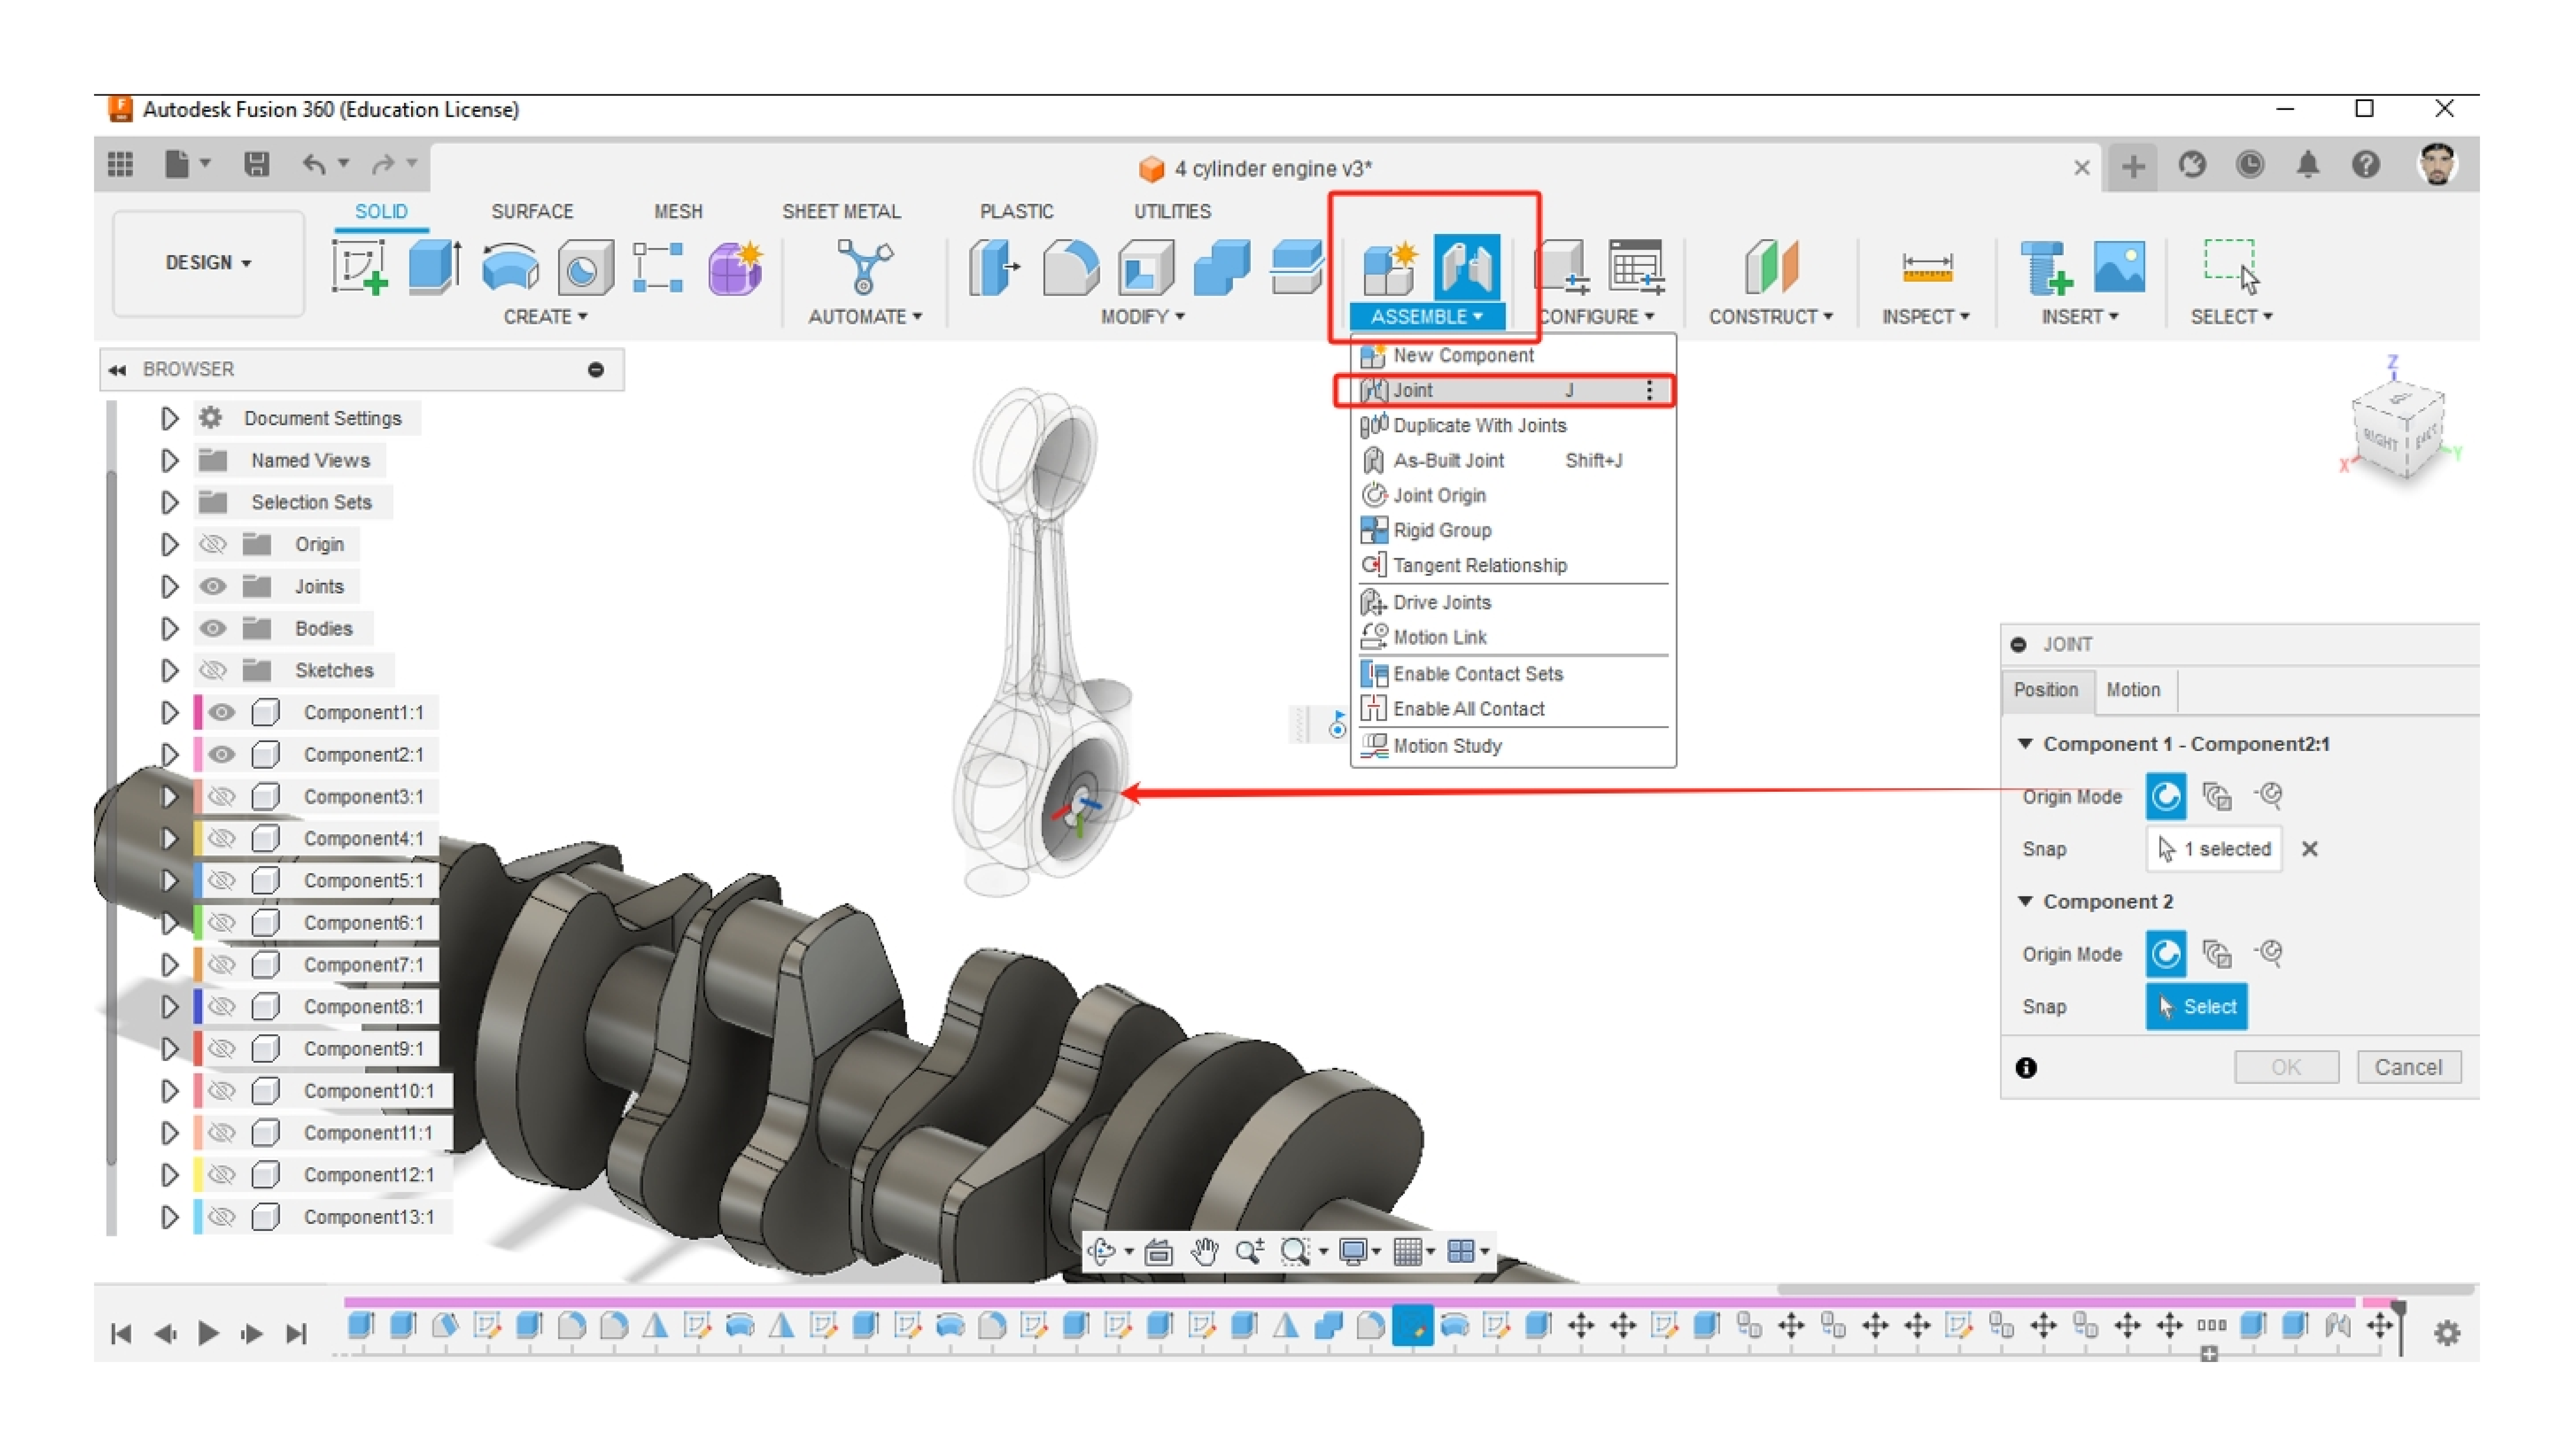 Autodesk Fusion 360 (Education License)
4 cylinder engine v3*
SOLID SURFACE MESH SHEET METAL PLASTIC UTILITIES
DESIGN
CREATE AUTOMATE MODIFY ASSEMBLE CONFIGURE CONSTRUCT INSPECT INSERT SELECT
BROWSER
Document Settings
Named Views
Selection Sets
Origin
Joints
Bodies
Sketches
Component1:1
Component2:1
Component3:1
Component4:1
Component5:1
Component6:1
Component7:1
Component8:1
Component9:1
Component10:1
Component11:1
Component12:1
Component13:1
New Component
Joint J
Duplicate With Joints
As-Built Joint Shift+J
Joint Origin
Rigid Group
Tangent Relationship
Drive Joints
Motion Link
Enable Contact Sets
Enable All Contact
Motion Study
Z
RIGHT
X
Y
JOINT
Position Motion
Component 1 - Component2:1
Origin Mode
Snap 1 selected
Component 2
Origin Mode
Snap Select
OK Cancel